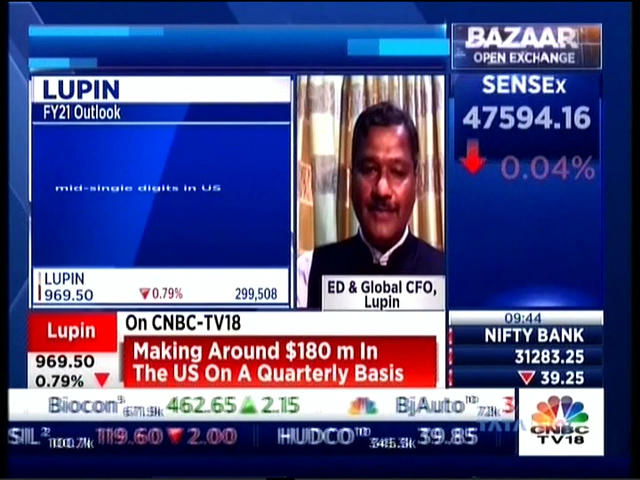 BAZAAR
OPEN EXCHANGE
LUPIN
FY21 Outlook
mid-single digits in US
SENSEX
47594.16
0.04%
LUPIN
969.50 0.79% 299,508
ED & Global CFO,
Lupin
09:44
NIFTY BANK
31283.25
39.25
Lupin
969.50
0.79%
On CNBC-TV18
Making Around $180 m In
The US On A Quarterly Basis
Biocon 462.65 2.15 BjAuto 3
SIL 119.60 2.00 HUDCO 39.85
TATA
CNBC
TV18